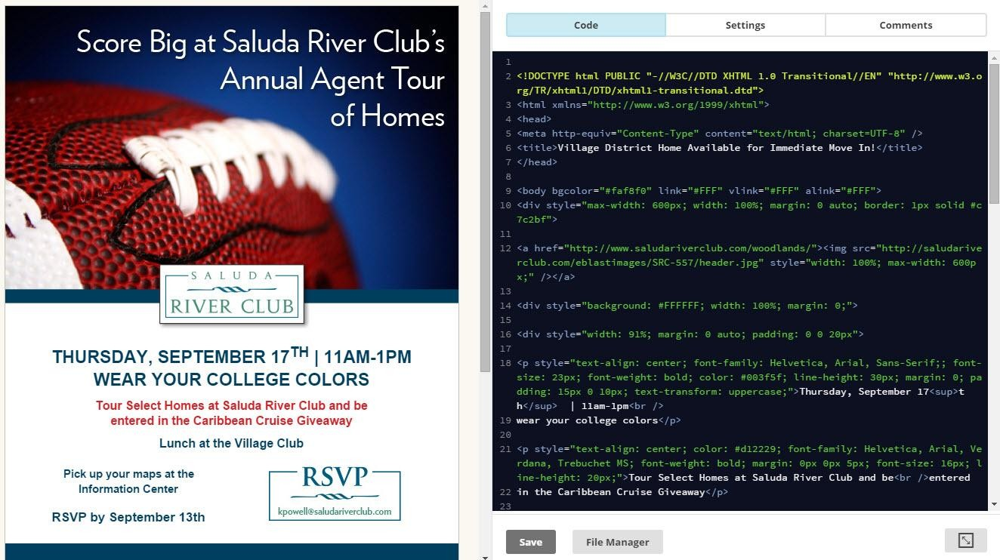 Score Big at Saluda River Club's
Annual Agent Tour
of Homes
SALUDA
RIVER CLUB
THURSDAY, SEPTEMBER 17TH | 11AM-1PM
WEAR YOUR COLLEGE COLORS
Tour Select Homes at Saluda River Club and be
entered in the Caribbean Cruise Giveaway
Lunch at the Village Club
Pick up your maps at the
Information Center
RSVP by September 13th
RSVP
kpowell@saludariverclub.com
Code
Settings
Comments
1
2 <!DOCTYPE html PUBLIC "-//W3C//DTD XHTML 1.0 Transitional//EN" "http://www.w3.o
rg/TR/xhtml1/DTD/xhtml1-transitional.dtd">
3 <html xmlns="http://www.w3.org/1999/xhtml">
4 <head>
5 <meta http-equiv="Content-Type" content="text/html; charset=UTF-8" />
6 <title>Village District Home Available for Immediate Move In!</title>
7 </head>
8
9 <body bgcolor="#faf8f0" link="#FFF" vlink="#FFF" alink="#FFF">
10 <div style="max-width: 600px; width: 100%; margin: 0 auto; border: 1px solid #c
7c2bf">
11
12 <a href="http://www.saludariverclub.com/woodlands/"><img src="http://saludarive
rclub.com/eblastimages/SRC-557/header.jpg" style="width: 100%; max-width: 600p
x;" /></a>
13
14 <div style="background: #FFFFFF; width: 100%; margin: 0;">
15
16 <div style="width: 91%; margin: 0 auto; padding: 0 0 20px">
17
18 <p style="text-align: center; font-family: Helvetica, Arial, Sans-Serif;; font-
size: 23px; font-weight: bold; color: #003f5f; line-height: 30px; margin: 0; pa
dding: 15px 0 10px; text-transform: uppercase;">Thursday, September 17<sup>t
h</sup>  | 11am-1pm<br />
19 wear your college colors</p>
20
21 <p style="text-align: center; color: #d12229; font-family: Helvetica, Arial, Ve
rdana, Trebuchet MS; font-weight: bold; margin: 0px 0px 5px; font-size: 16px; l
ine-height: 20px;">Tour Select Homes at Saluda River Club and be<br />entered
22 in the Caribbean Cruise Giveaway</p>
23
Save
File Manager